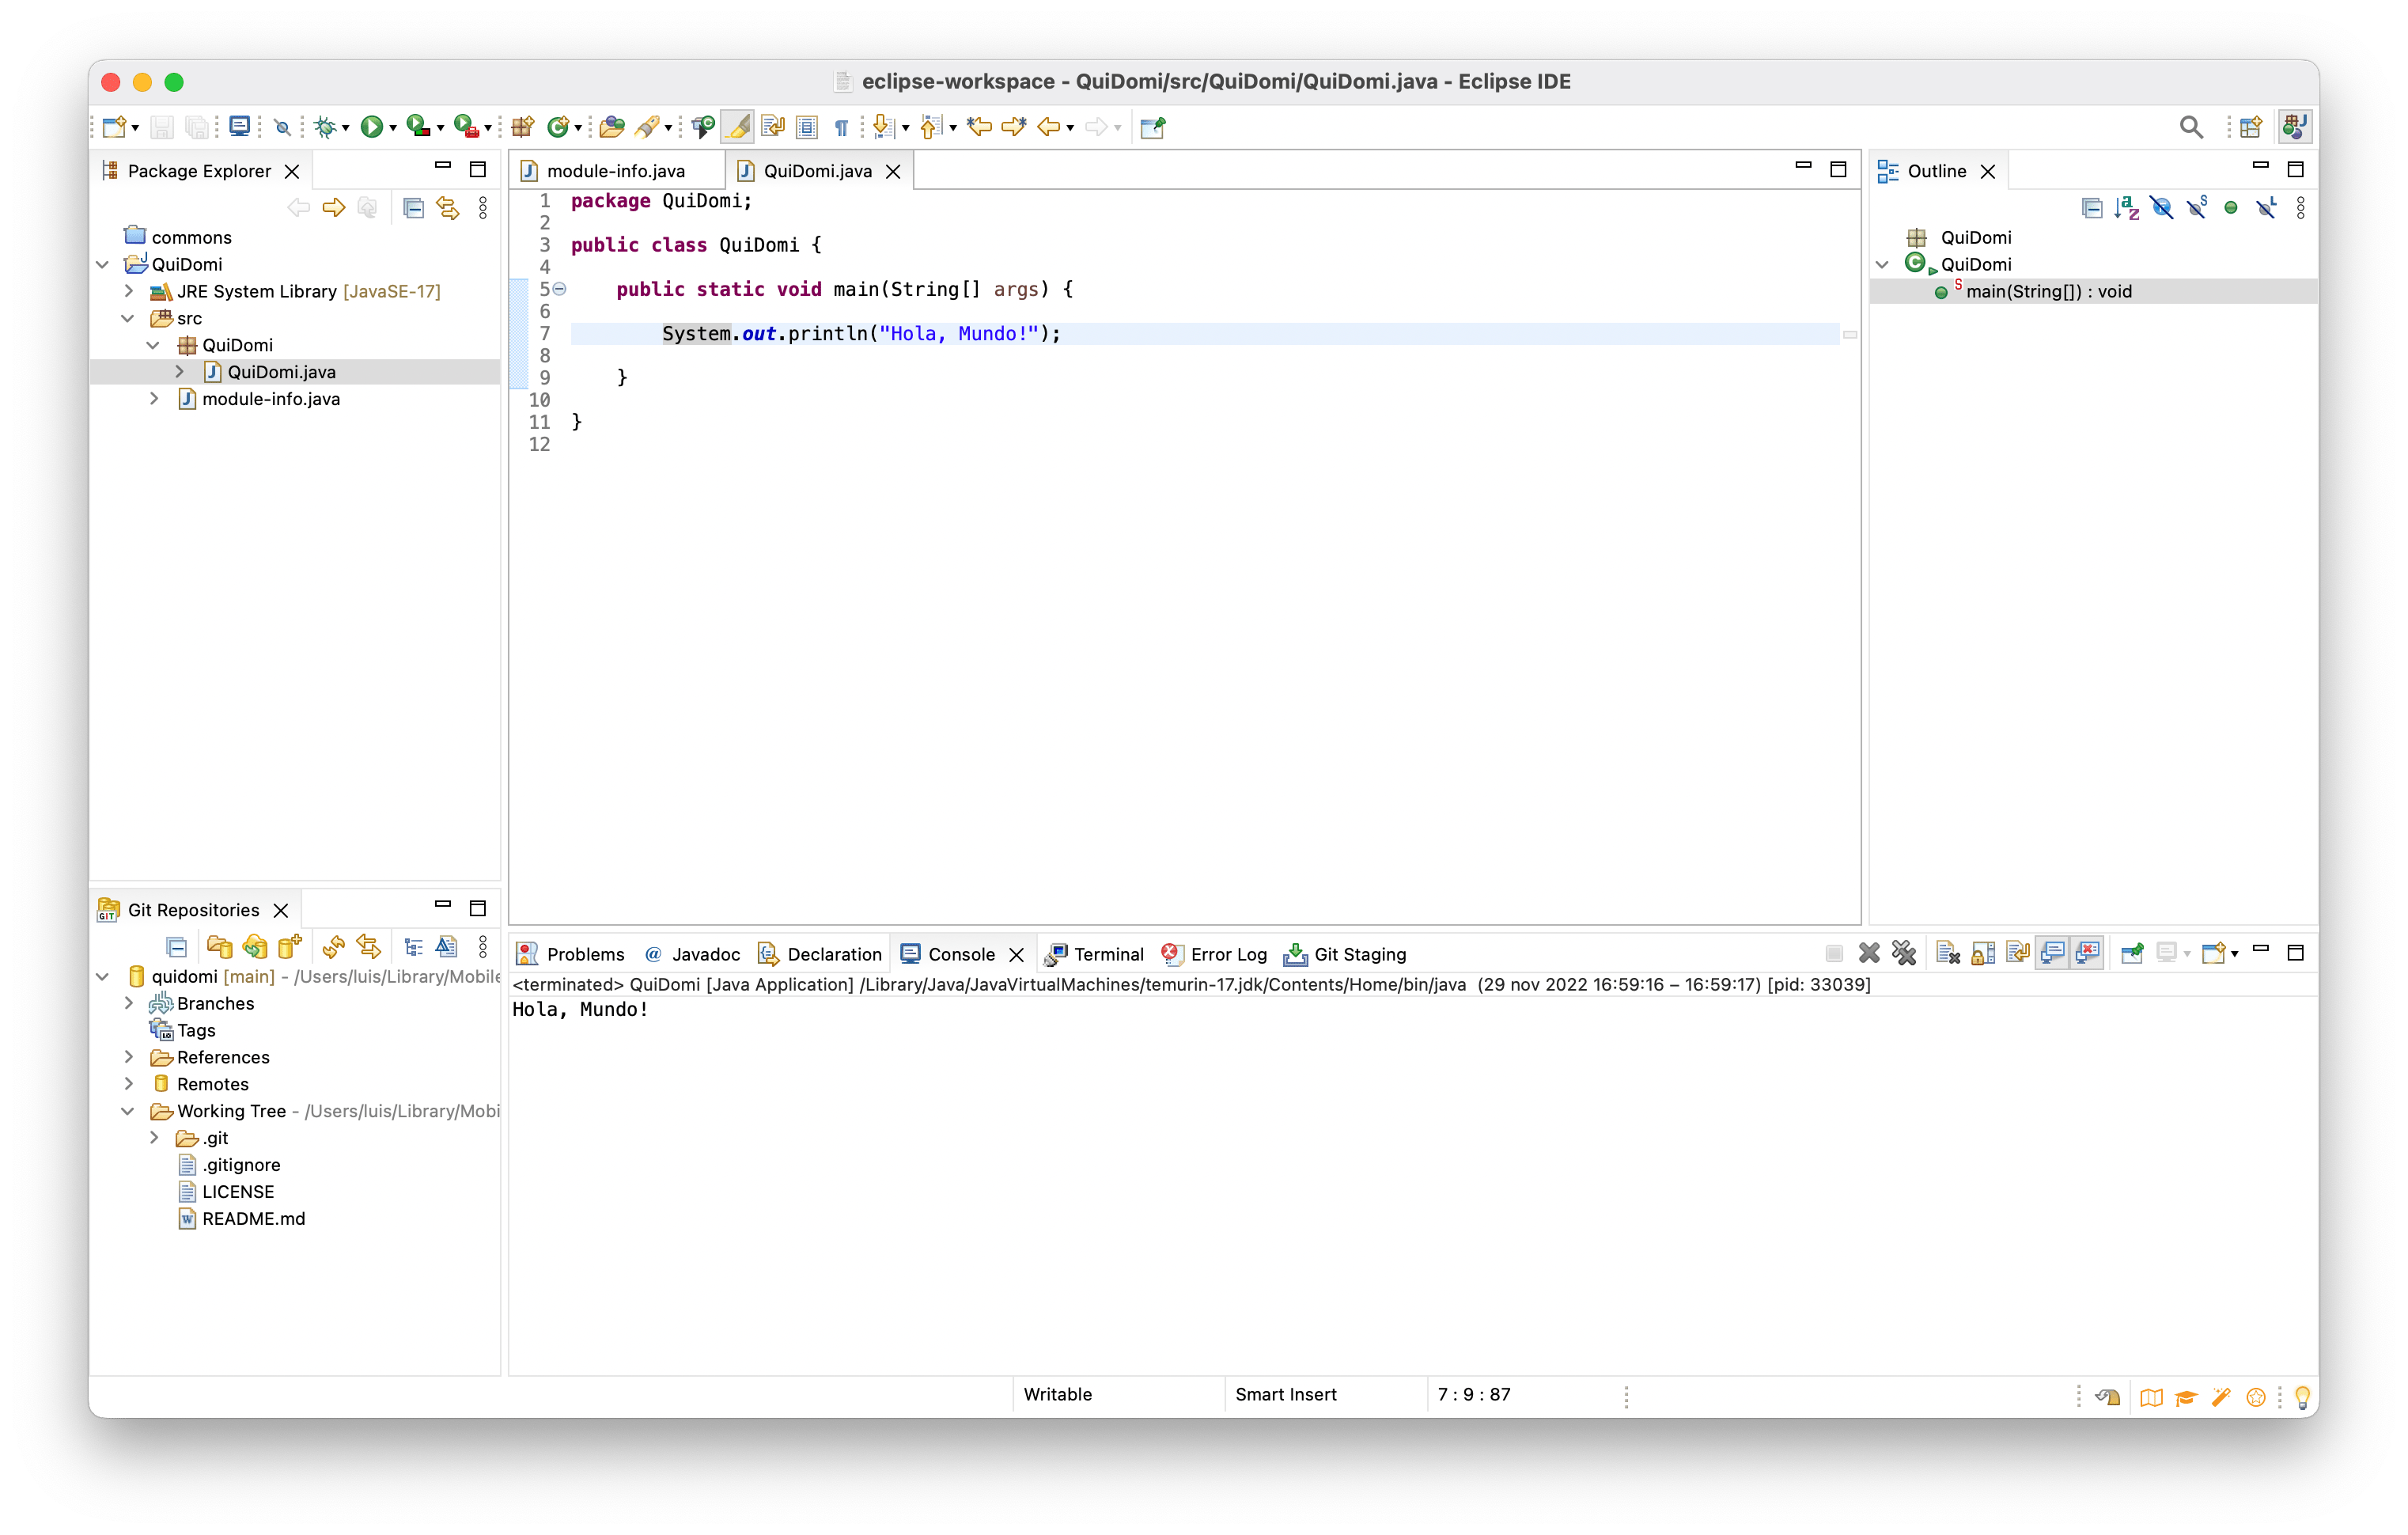 eclipse-workspace - QuiDomi/src/QuiDomi/QuiDomi.java - Eclipse IDE
Package Explorer
commons
QuiDomi
JRE System Library [JavaSE-17]
src
QuiDomi
QuiDomi.java
module-info.java
module-info.java
QuiDomi.java
1 package QuiDomi;
2
3 public class QuiDomi {
4
5 public static void main(String[] args) {
6
7 System.out.println("Hola, Mundo!");
8
9 }
10
11 }
12
Outline
QuiDomi
QuiDomi
main(String[]) : void
Git Repositories
quidomi [main] - /Users/luis/Library/Mobile
Branches
Tags
References
Remotes
Working Tree - /Users/luis/Library/Mobi
.git
.gitignore
LICENSE
README.md
Problems
Javadoc
Declaration
Console
Terminal
Error Log
Git Staging
<terminated> QuiDomi [Java Application] /Library/Java/JavaVirtualMachines/temurin-17.jdk/Contents/Home/bin/java (29 nov 2022 16:59:16 – 16:59:17) [pid: 33039]
Hola, Mundo!
Writable
Smart Insert
7 : 9 : 87